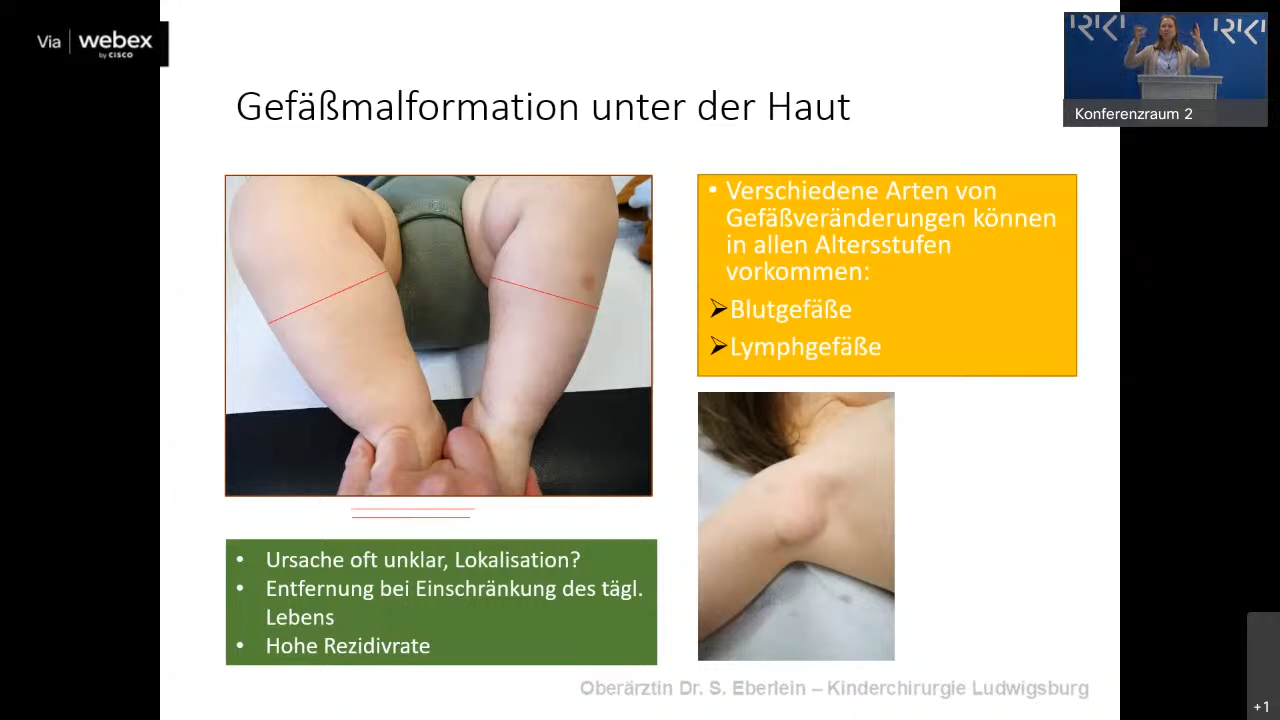 Via webex
by CISCO
Gefäßmalformation unter der Haut
Konferenzraum 2
• Verschiedene Arten von
Gefäßveränderungen können
in allen Altersstufen
vorkommen:
➢Blutgefäße
➢Lymphgefäße
• Ursache oft unklar, Lokalisation?
• Entfernung bei Einschränkung des tägl.
Lebens
• Hohe Rezidivrate
Oberärztin Dr. S. Eberlein – Kinderchirurgie Ludwigsburg
+1